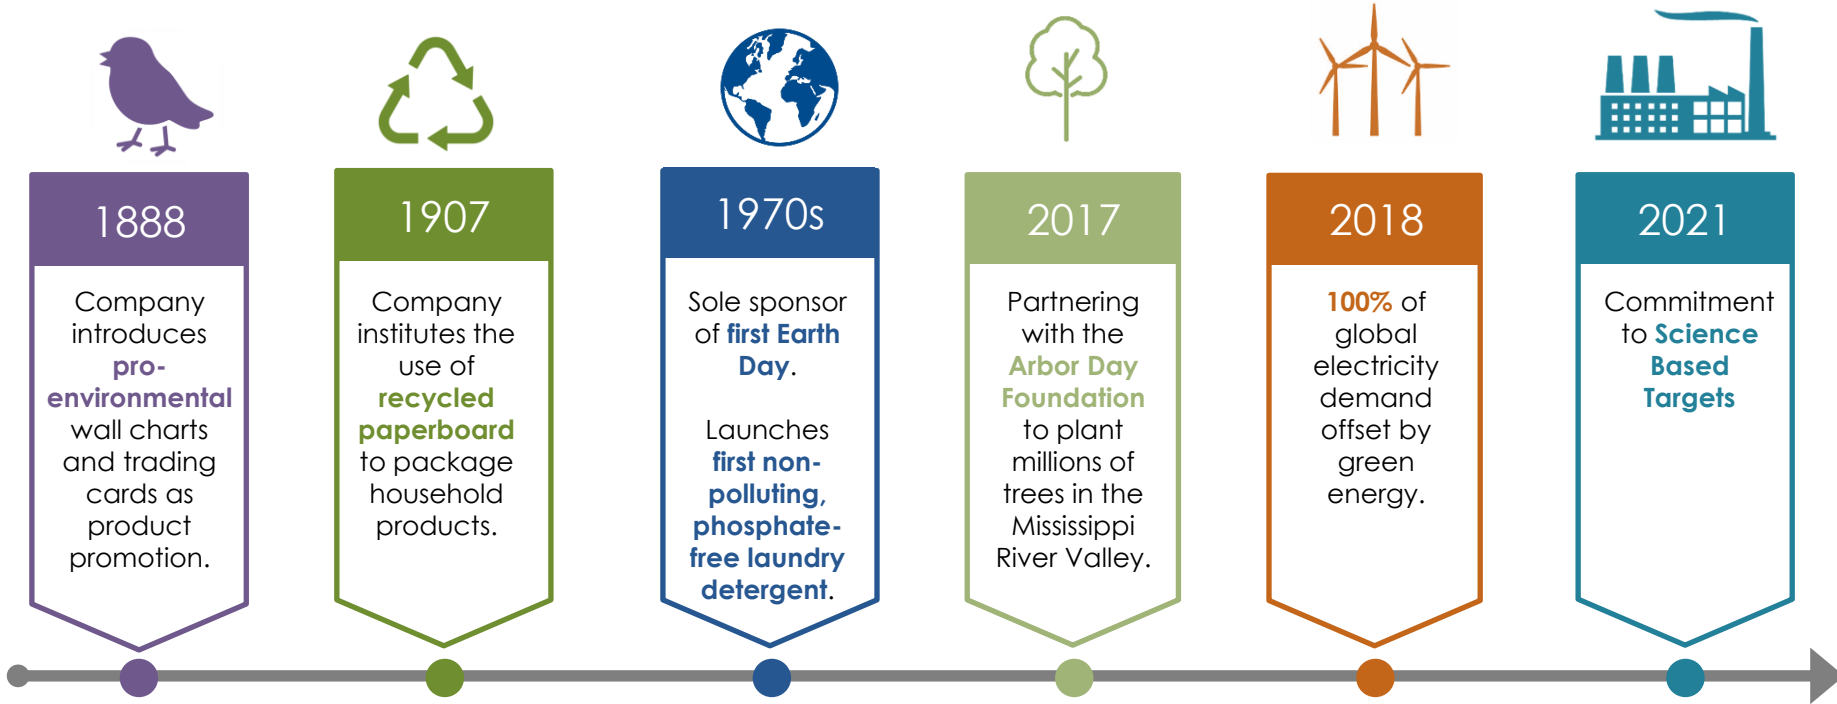 1888
Company
introduces
pro-
environmental
wall charts
and trading
cards as
product
promotion.
1907
Company
institutes the
use of
recycled
paperboard
to package
household
products.
1970s
Sole sponsor
of first Earth
Day.
Launches
first non-
polluting,
phosphate-
free laundry
detergent.
2017
Partnering
with the
Arbor Day
Foundation
to plant
millions of
trees in the
Mississippi
River Valley.
2018
100% of
global
electricity
demand
offset by
green
energy.
2021
Commitment
to Science
Based
Targets